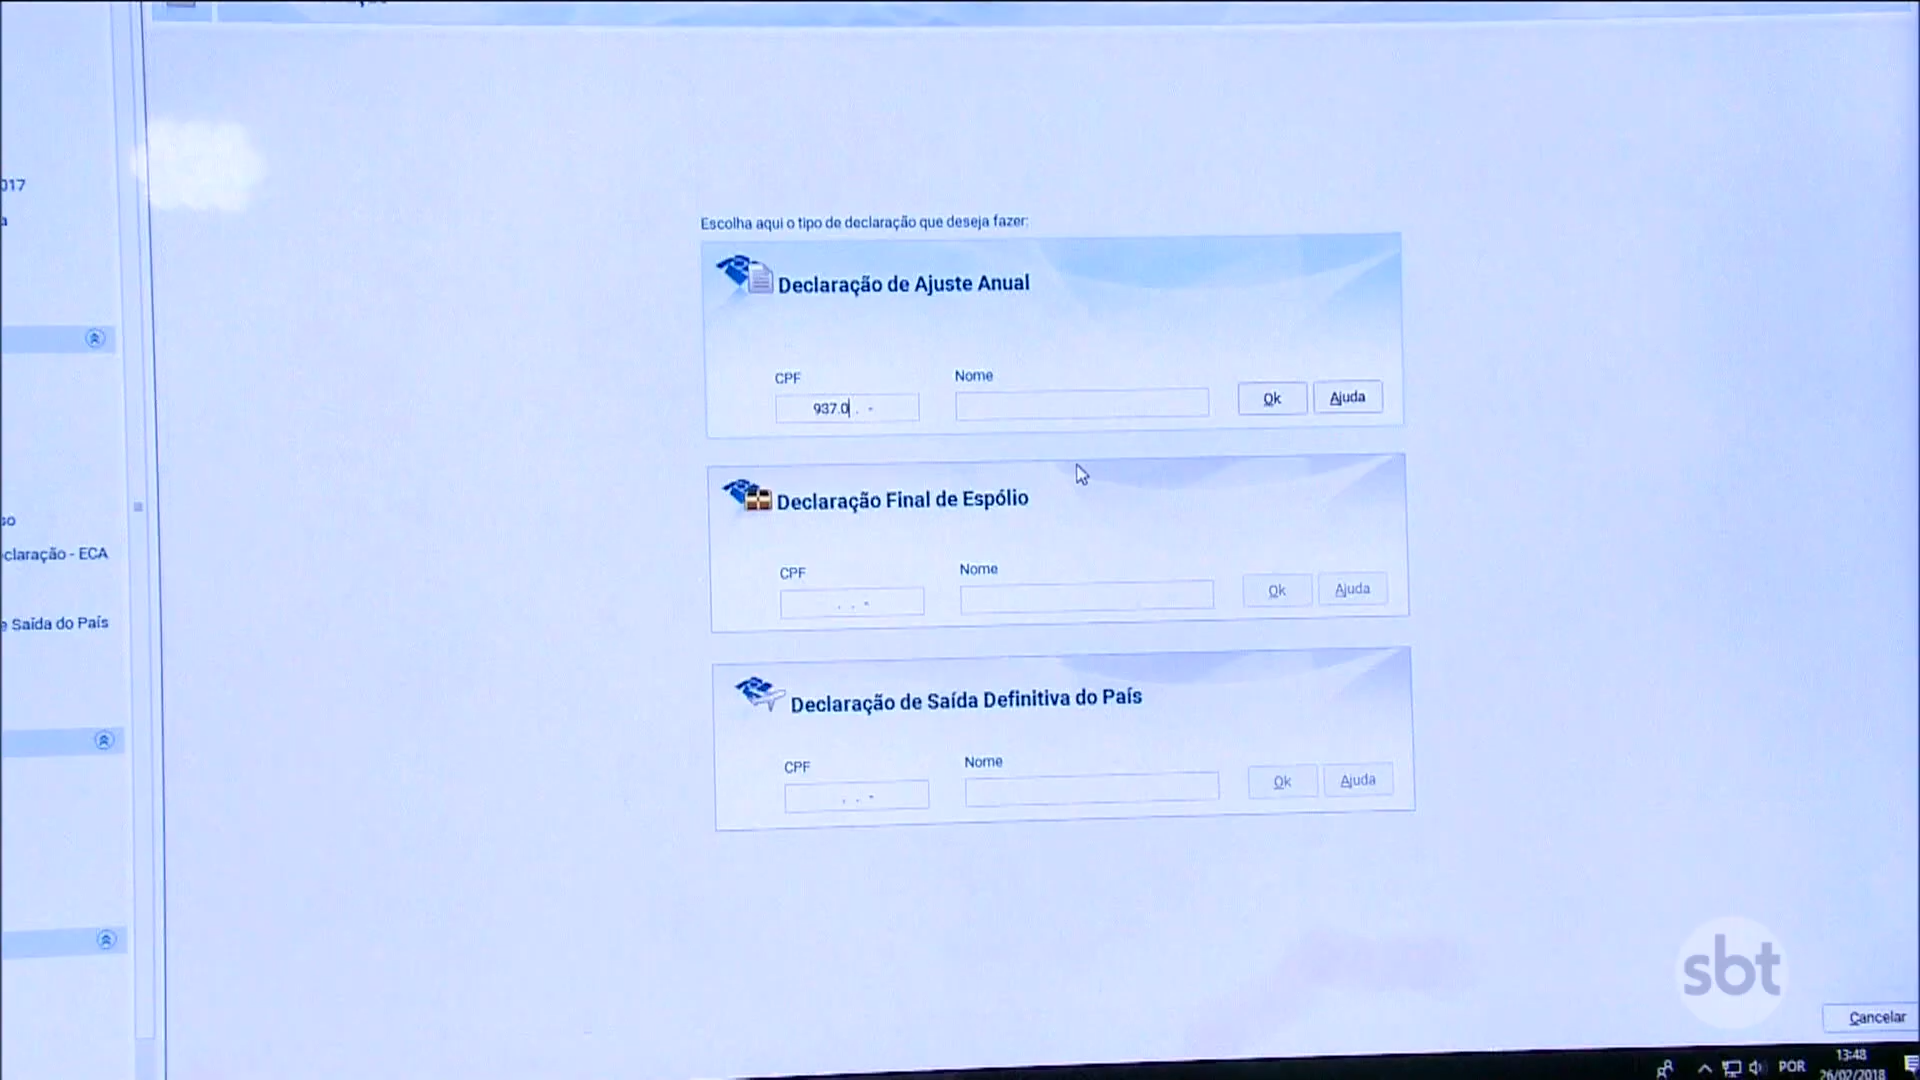 017
a
so
claração - ECA
e Saída do País
Escolha aqui o tipo de declaração que deseja fazer:
Declaração de Ajuste Anual
CPF
Nome
937.0 . -
Ok
Ajuda
Declaração Final de Espólio
CPF
Nome
. . -
Ok
Ajuda
Declaração de Saída Definitiva do País
CPF
Nome
. . -
Ok
Ajuda
sbt
Cancelar
POR
13:48
26/02/2018